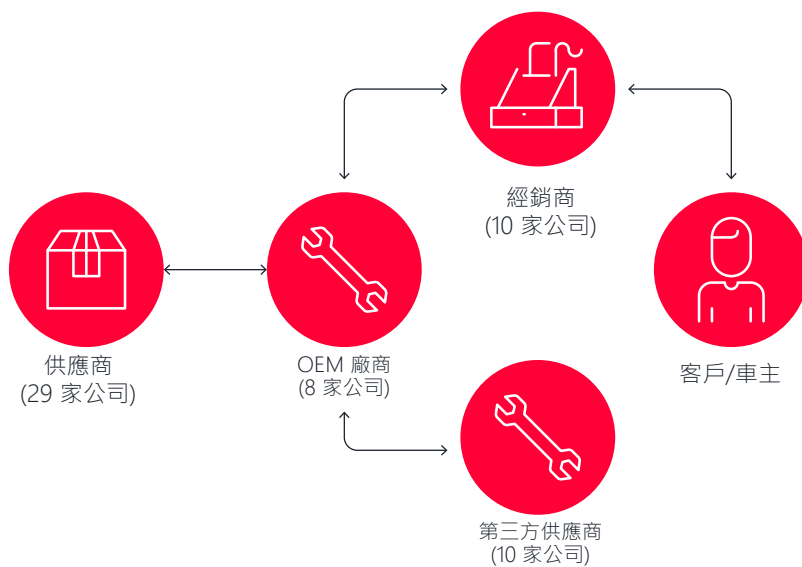 經銷商
(10 家公司)
供應商
(29 家公司)
OEM 廠商
(8 家公司)
客戶/車主
第三方供應商
(10 家公司)